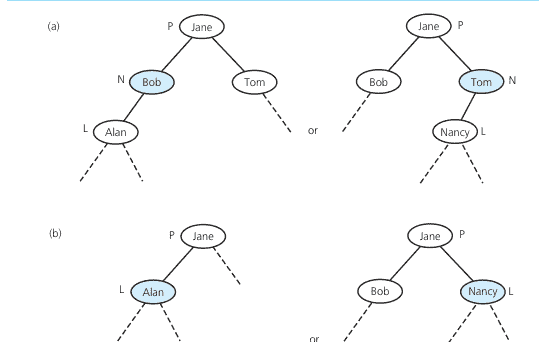 (a)
P Jane
Jane P
N Bob
Tom
Bob
Tom N
L Alan
or
Nancy L
(b)
P Jane
Jane P
L Alan
Bob
Nancy L
or